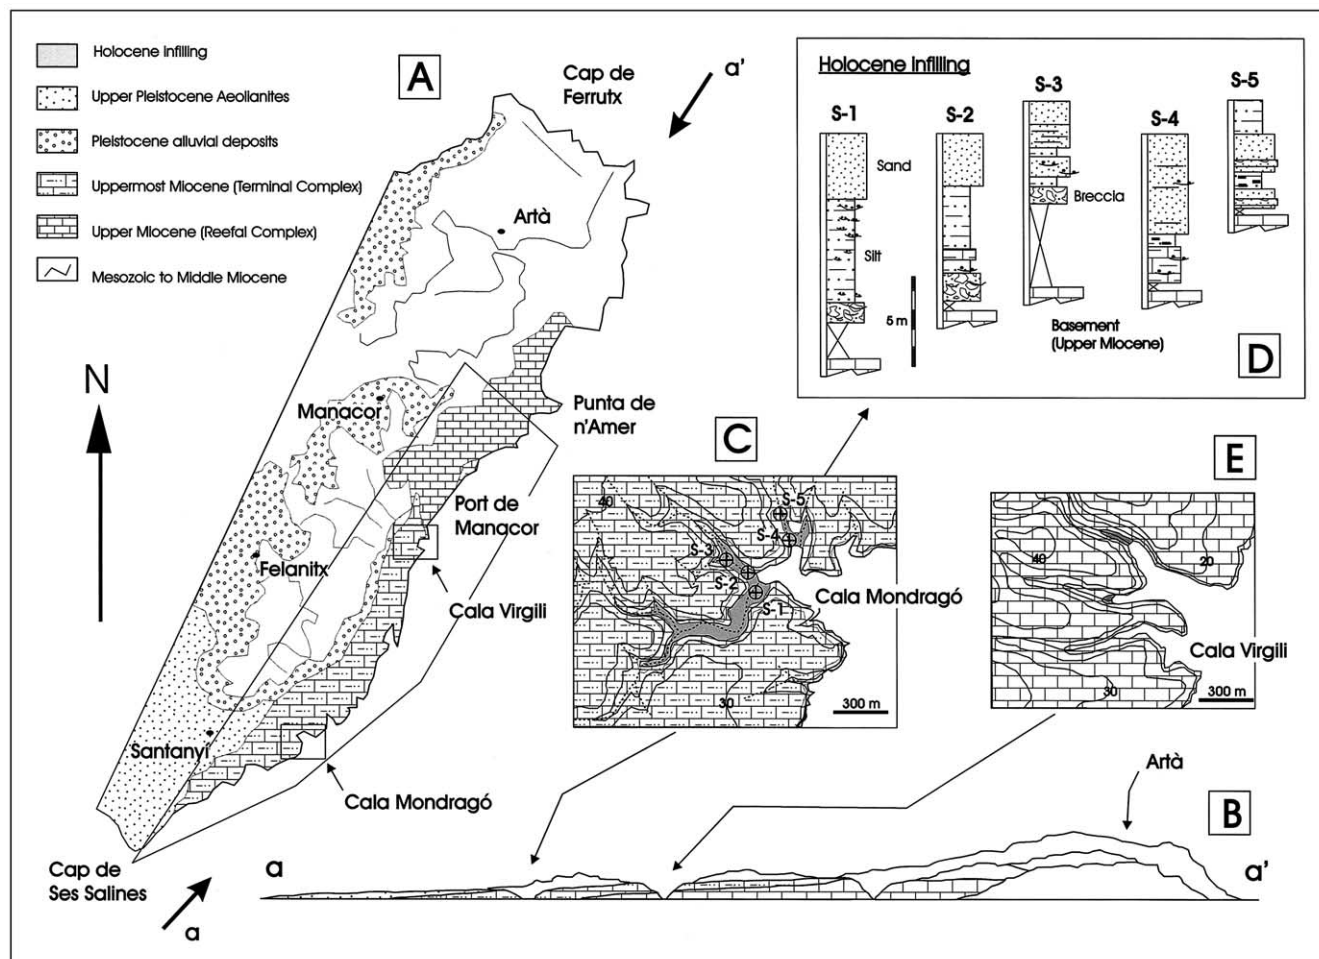 Holocene infilling
Upper Pleistocene Aeolianites
Pleistocene alluvial deposits
Uppermost Miocene (Terminal Complex)
Upper Miocene (Reefal Complex)
Mesozoic to Middle Miocene
A
Cap de
Ferrutx
a'
Artà
N
Manacor
Punta de
n'Amer
Port de
Manacor
Felanitx
Cala Virgili
Santanyí
Cala Mondragó
Cap de
Ses Salines
a
Holocene infilling
S-1
S-2
S-3
S-4
S-5
Sand
Breccia
Silt
5 m
Basement
(Upper Miocene)
D
C
40
S-5
S-4
S-3
S-2
S-1
Cala Mondragó
30
300 m
E
40
20
Cala Virgili
30
300 m
Artà
B
a
a'